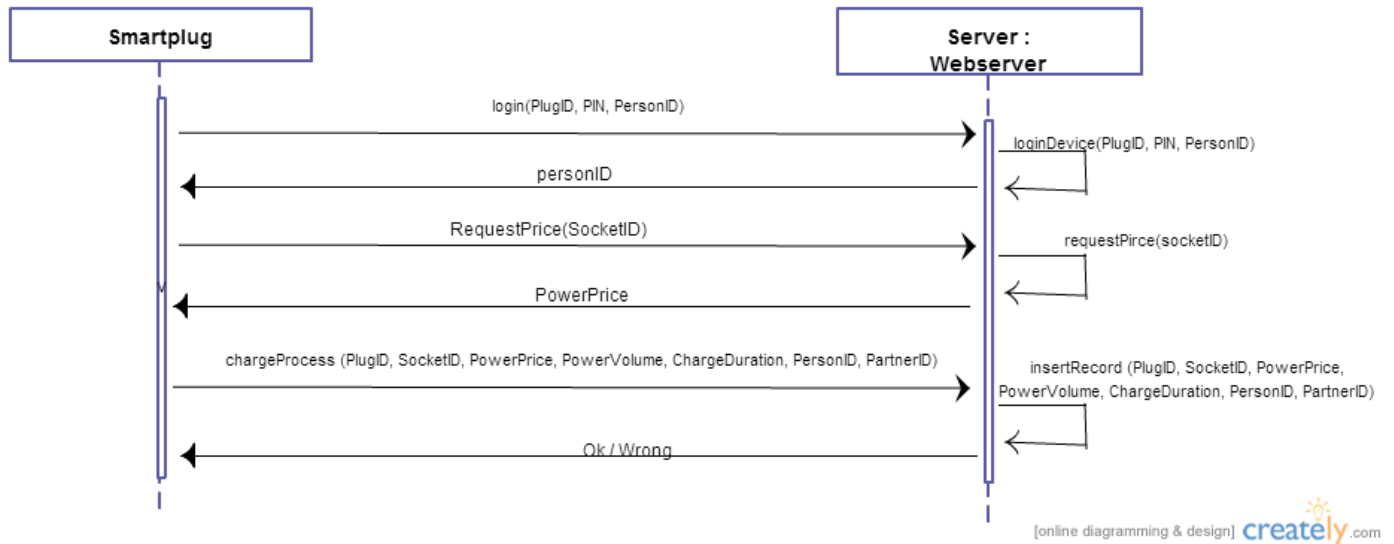 Smartplug
Server :
Webserver
login(PlugID, PIN, PersonID)
loginDevice(PlugID, PIN, PersonID)
personID
RequestPrice(SocketID)
requestPirce(socketID)
PowerPrice
chargeProcess (PlugID, SocketID, PowerPrice, PowerVolume, ChargeDuration, PersonID, PartnerID)
insertRecord (PlugID, SocketID, PowerPrice,
PowerVolume, ChargeDuration, PersonID, PartnerID)
Ok / Wrong
[online diagramming & design] creately.com